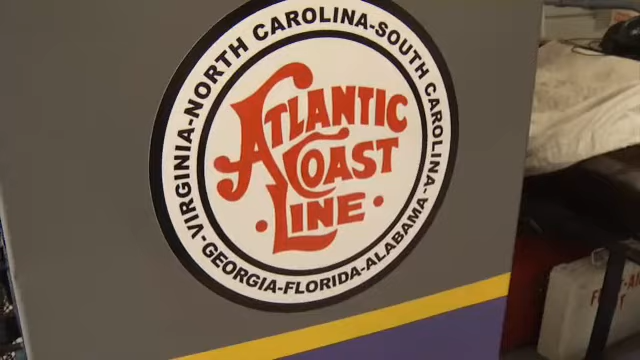 VIRGINIA-NORTH CAROLINA-SOUTH CAROLINA-
ATLANTIC
COAST
LINE
GEORGIA-FLORIDA-ALABAMA-